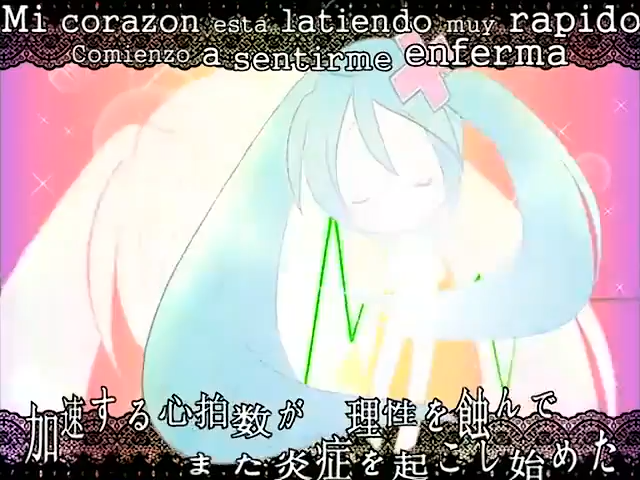 Mi corazon esta latiendo muy rapido
Comienzo a sentirme enferma
加速する心拍数が 理性を蝕んで
また炎症を起こし始めた